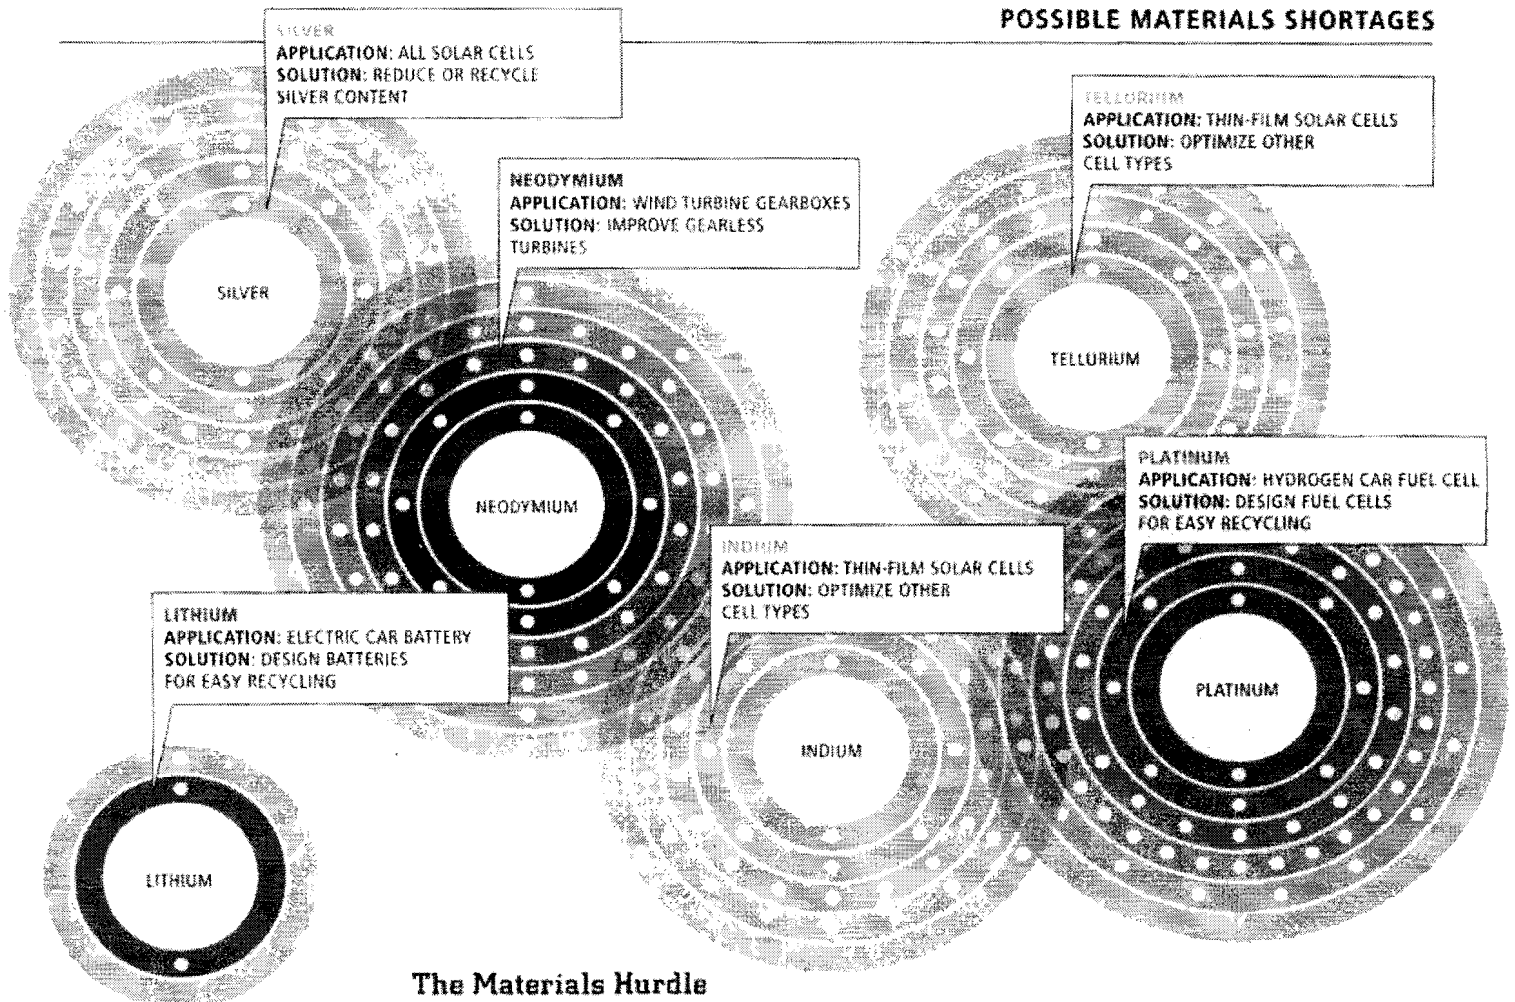 POSSIBLE MATERIALS SHORTAGES
SILVER
APPLICATION: ALL SOLAR CELLS
SOLUTION: REDUCE OR RECYCLE
SILVER CONTENT
TELLURIUM
APPLICATION: THIN-FILM SOLAR CELLS
SOLUTION: OPTIMIZE OTHER
CELL TYPES
NEODYMIUM
APPLICATION: WIND TURBINE GEARBOXES
SOLUTION: IMPROVE GEARLESS
TURBINES
SILVER
TELLURIUM
PLATINUM
APPLICATION: HYDROGEN CAR FUEL CELL
SOLUTION: DESIGN FUEL CELLS
FOR EASY RECYCLING
NEODYMIUM
INDIUM
APPLICATION: THIN-FILM SOLAR CELLS
SOLUTION: OPTIMIZE OTHER
CELL TYPES
LITHIUM
APPLICATION: ELECTRIC CAR BATTERY
SOLUTION: DESIGN BATTERIES
FOR EASY RECYCLING
PLATINUM
INDIUM
LITHIUM
The Materials Hurdle